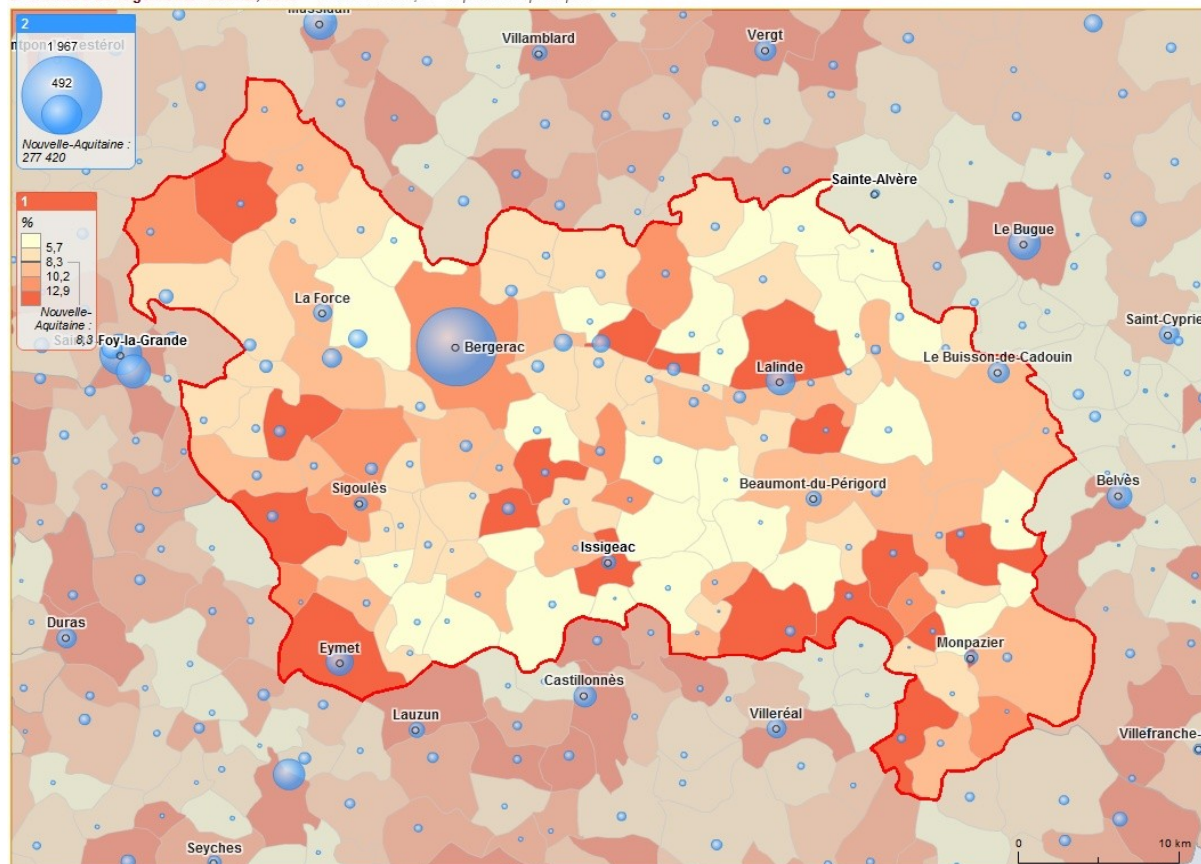 2
1 967
492
Nouvelle-Aquitaine :
277 420
1
%
5,7
8,3
10,2
12,9
Nouvelle-
Aquitaine :
8,3
Villamblard
Vergt
Sainte-Alvère
Le Bugue
La Force
Foy-la-Grande
Bergerac
Saint-Cyprie
Lalinde
Le Buisson-de-Cadouin
Sigoulès
Beaumont-du-Périgord
Belvès
Issigeac
Duras
Eymet
Monpazier
Castillonnès
Lauzun
Villeréal
Villefranche-
Seyches
0
10 km